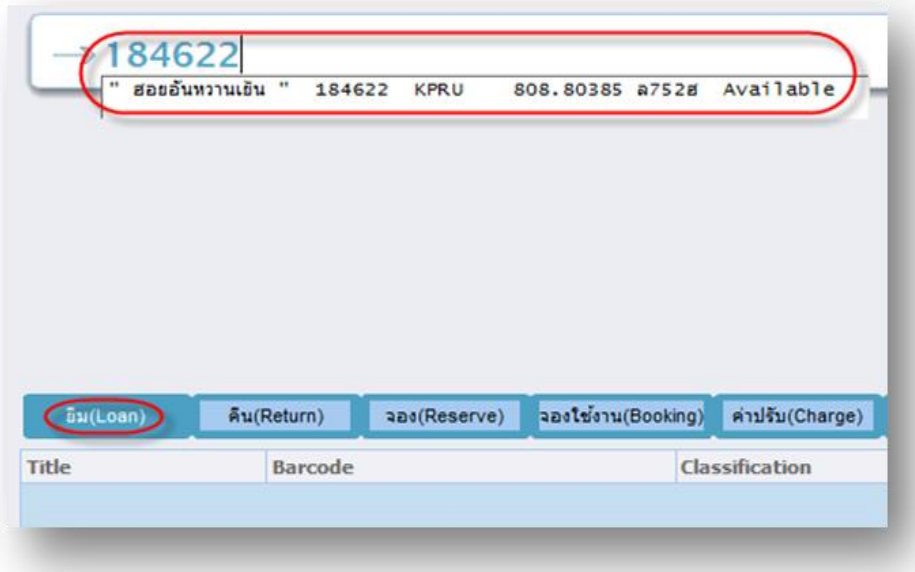 →184622
" สอยอันหวานเย็น " 184622 KPRU 808.80385 ล752ส Available
ยืม(Loan) คืน(Return) จอง(Reserve) จองใช้งาน(Booking) ค่าปรับ(Charge)
Title Barcode Classification